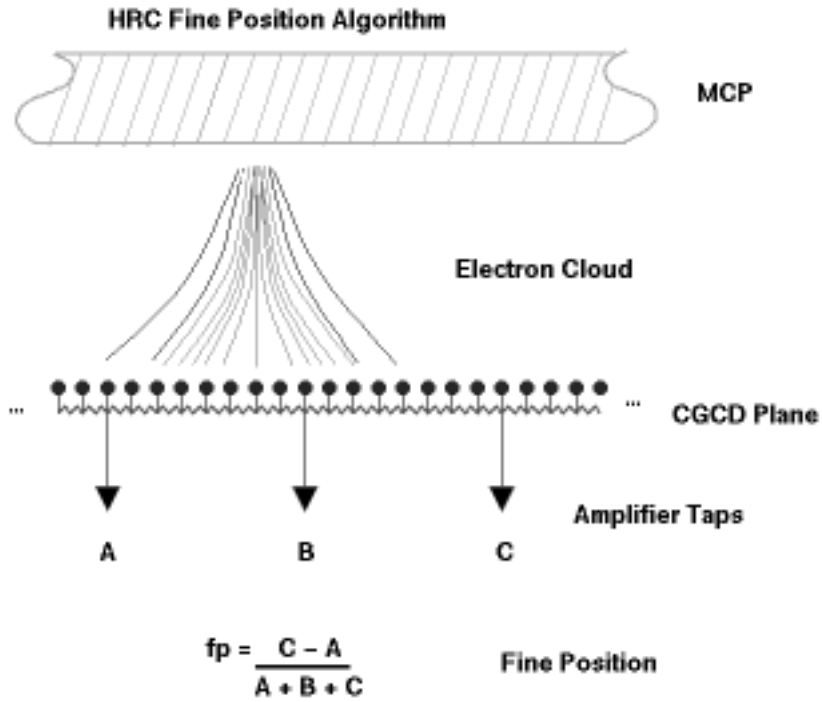 HRC Fine Position Algorithm
MCP
Electron Cloud
... ...
CGCD Plane
Amplifier Taps
A B C
fp = C – A
A + B + C
Fine Position